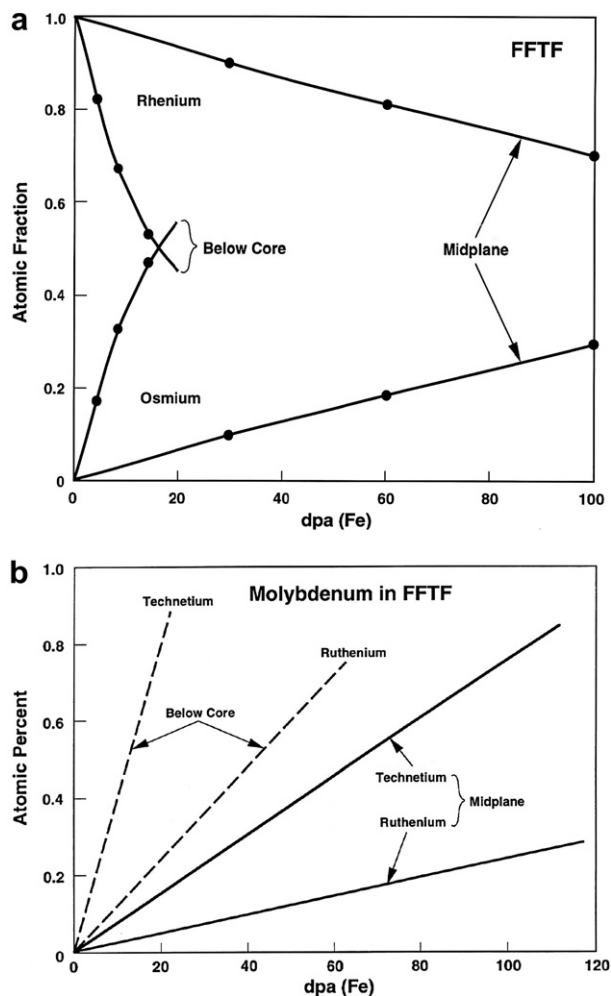 a
FFTF
1.0
0.8
0.6
0.4
0.2
0
Atomic Fraction
Rhenium
Below Core
Midplane
Osmium
0 20 40 60 80 100
dpa (Fe)
b
Molybdenum in FFTF
1.0
0.8
0.6
0.4
0.2
0
Atomic Percent
Technetium
Ruthenium
Below Core
Technetium
Midplane
Ruthenium
0 20 40 60 80 100 120
dpa (Fe)